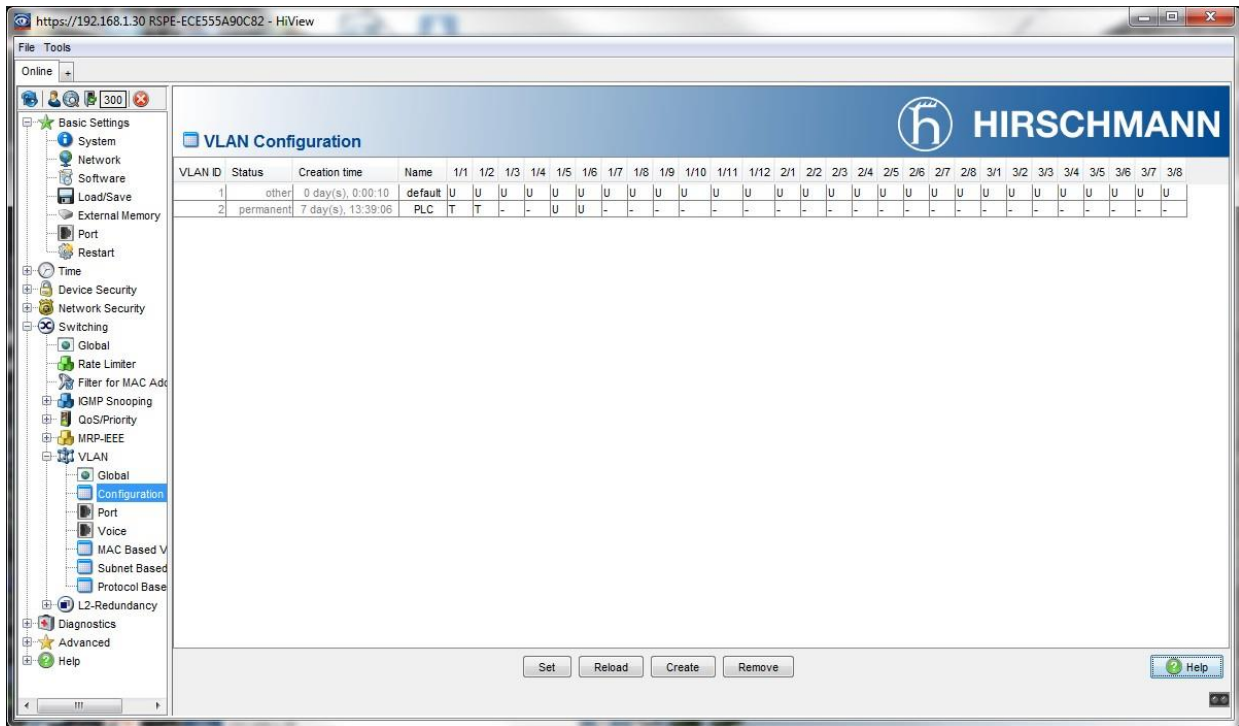 https://192.168.1.30 RSPE-ECE555A90C82 - HiView
File Tools
Online +
300
Basic Settings
System
Network
Software
Load/Save
External Memory
Port
Restart
Time
Device Security
Network Security
Switching
Global
Rate Limiter
Filter for MAC Add
IGMP Snooping
QoS/Priority
MRP-IEEE
VLAN
Global
Configuration
Port
Voice
MAC Based V
Subnet Based
Protocol Base
L2-Redundancy
Diagnostics
Advanced
Help
VLAN Configuration
HIRSCHMANN
VLAN ID Status Creation time Name 1/1 1/2 1/3 1/4 1/5 1/6 1/7 1/8 1/9 1/10 1/11 1/12 2/1 2/2 2/3 2/4 2/5 2/6 2/7 2/8 3/1 3/2 3/3 3/4 3/5 3/6 3/7 3/8
1 other 0 day(s), 0:00:10 default U U U U U U U U U U U U U U U U U U U U U U U U U U U U
2 permanent 7 day(s), 13:39:06 PLC T T - - U U - - - - - - - - - - - - - - - - - - - - - -
Set Reload Create Remove Help